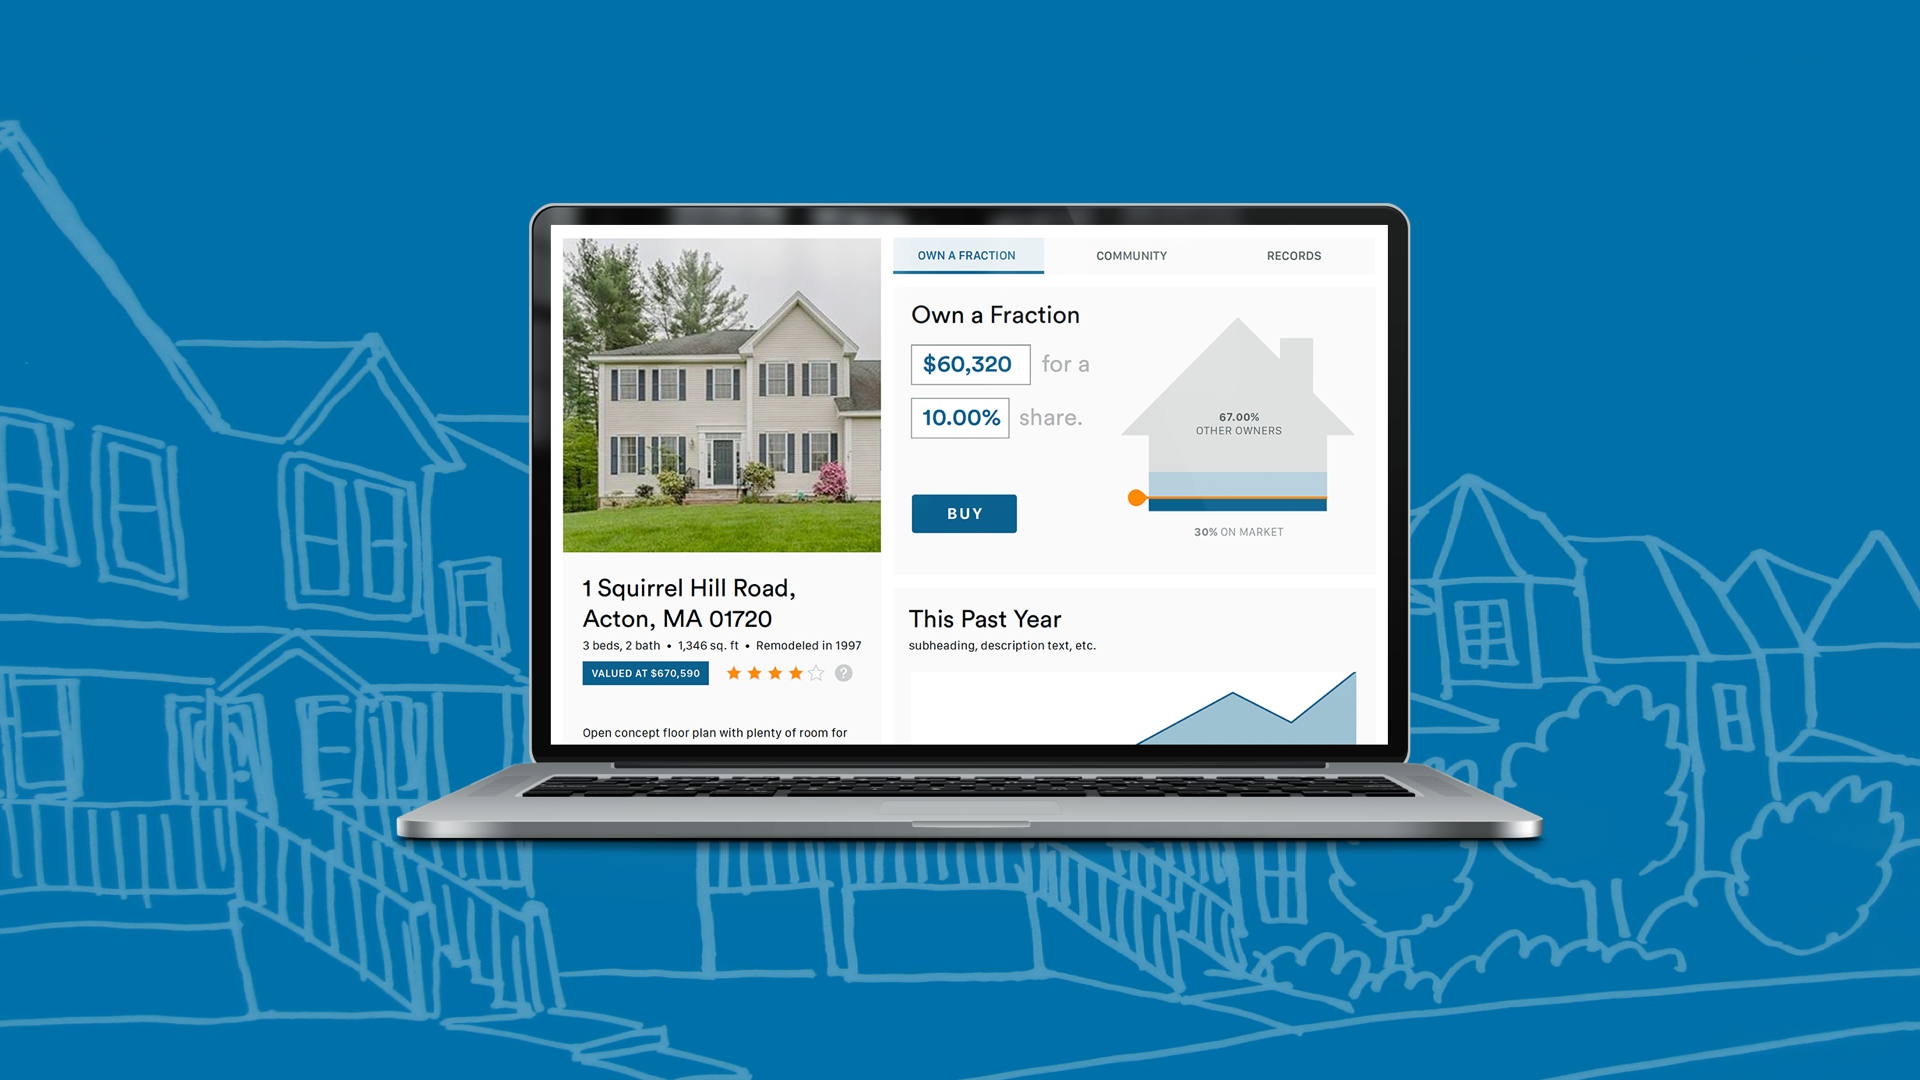 OWN A FRACTION
COMMUNITY
RECORDS
Own a Fraction
$60,320 for a
10.00% share.
BUY
67.00%
OTHER OWNERS
30% ON MARKET
1 Squirrel Hill Road,
Acton, MA 01720
3 beds, 2 bath • 1,346 sq. ft • Remodeled in 1997
VALUED AT $670,590
?
Open concept floor plan with plenty of room for
This Past Year
subheading, description text, etc.